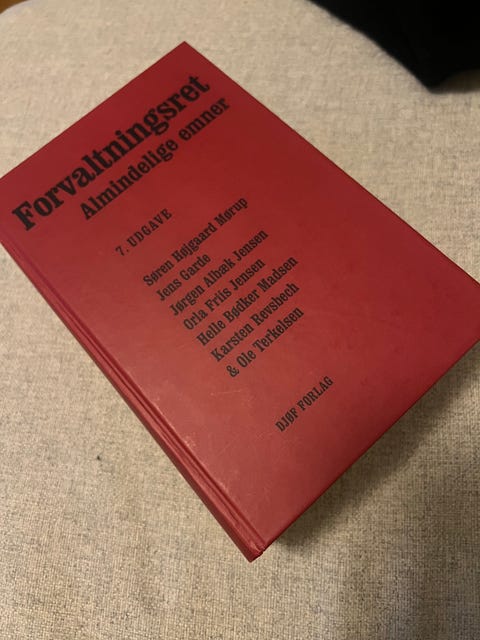 Forvaltningsret
Almindelige emner
7. UDGAVE
Søren Højgaard Mørup
Jens Garde
Jørgen Albæk Jensen
Orla Friis Jensen
Helle Bødker Madsen
Karsten Revsbech
& Ole Terkelsen
DJØF FORLAG